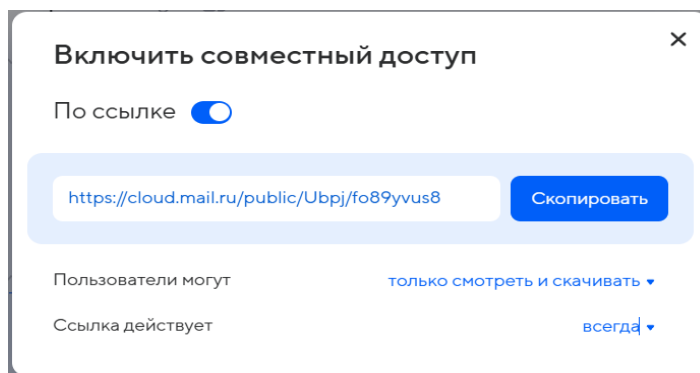 Включить совместный доступ
По ссылке
https://cloud.mail.ru/public/Ubpj/fo89yvus8
Скопировать
Пользователи могут
только смотреть и скачивать
Ссылка действует
всегда